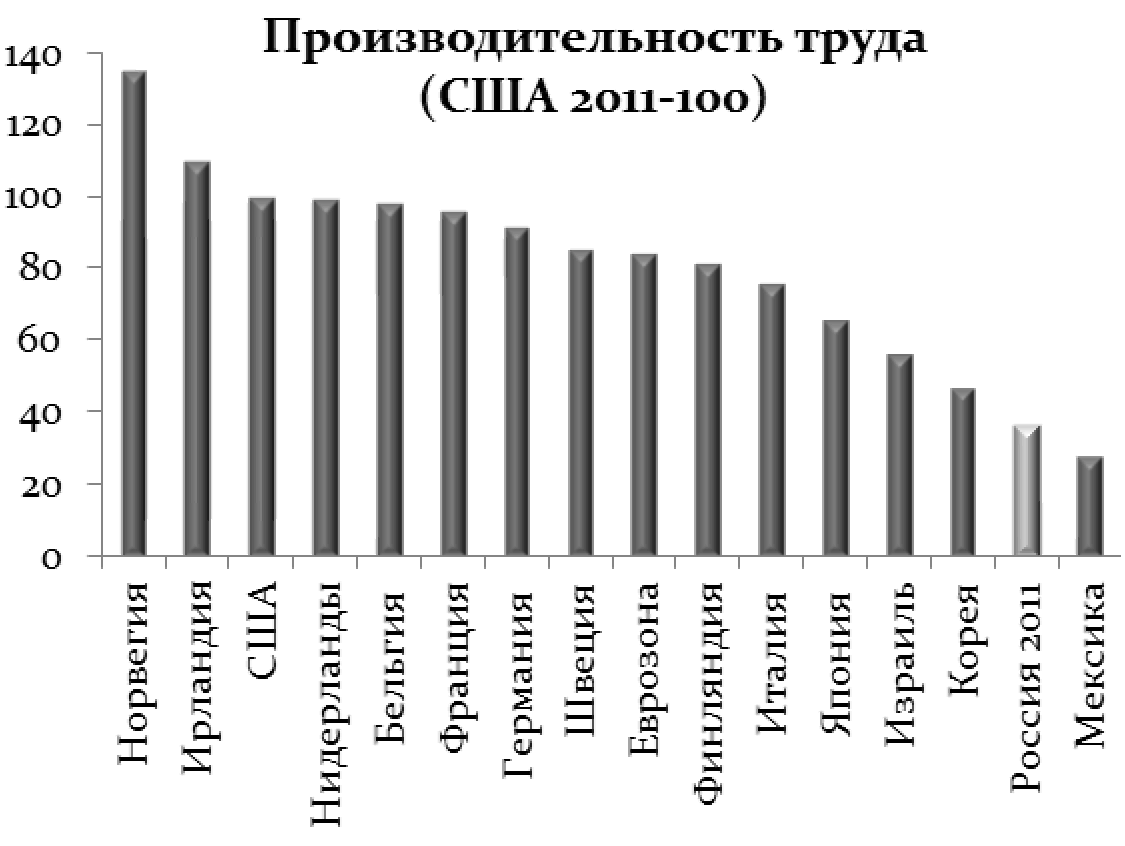 Производительность труда
(США 2011-100)
140
120
100
80
60
40
20
0
Норвегия
Ирландия
США
Нидерланды
Бельгия
Франция
Германия
Швеция
Еврозона
Финляндия
Италия
Япония
Израиль
Корея
Россия 2011
Мексика